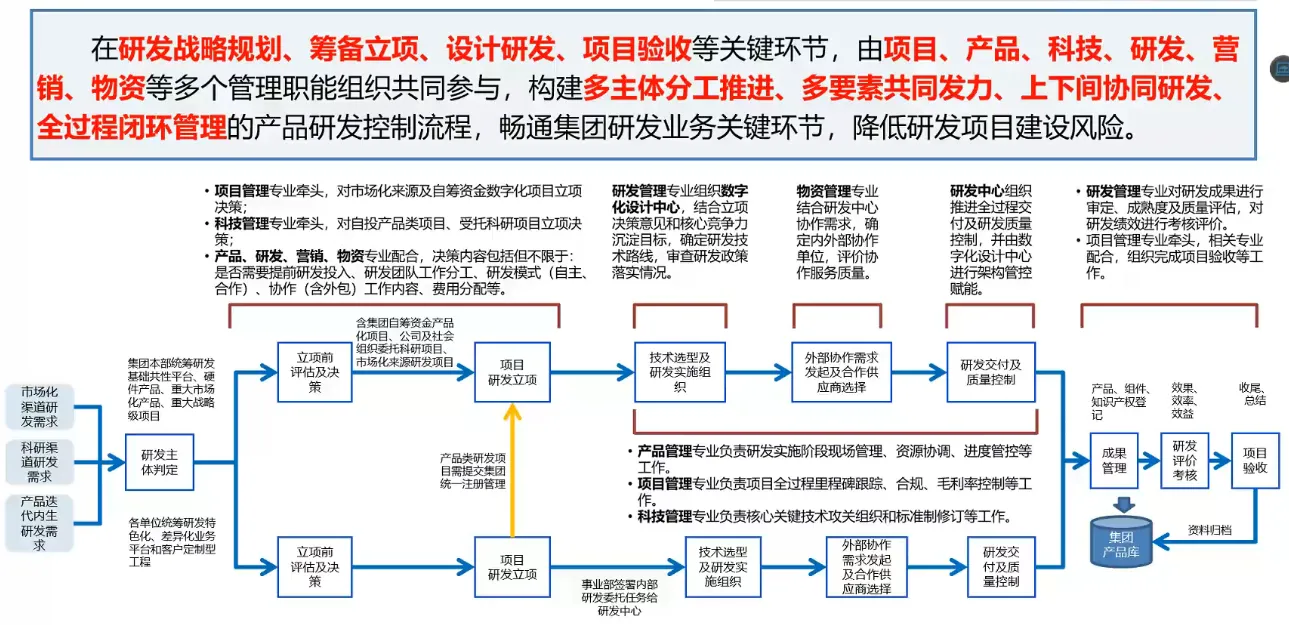 在研发战略规划、筹备立项、设计研发、项目验收等关键环节，由项目、产品、科技、研发、营
销、物资等多个管理职能组织共同参与，构建多主体分工推进、多要素共同发力、上下间协同研发、
全过程闭环管理的产品研发控制流程，畅通集团研发业务关键环节，降低研发项目建设风险。
• 项目管理专业牵头，对市场化来源及自筹资金数字化项目立项
决策；
• 科技管理专业牵头，对自投产品类项目、受托科研项目立项决
策；
• 产品、研发、营销、物资专业配合，决策内容包括但不限于：
是否需要提前研发投入、研发团队工作分工、研发模式（自主、
合作）、协作（含外包）工作内容、费用分配等。
研发管理专业组织数字
化设计中心，结合立项
决策意见和核心竞争力
沉淀目标，确定研发技
术路线，审查研发政策
落实情况。
物资管理专业
结合研发中心
协作需求，确
定内外部协作
单位，评价协
作服务质量。
研发中心组织
推进全过程交
付及研发质量
控制，并由数
字化设计中心
进行架构管控
赋能。
• 研发管理专业对研发成果进行
审定、成熟度及质量评估，对
研发绩效进行考核评价。
• 项目管理专业牵头，相关专业
配合，组织完成项目验收等工
作。
市场化
渠道研
发需求
科研渠
道研发
需求
产品迭
代内生
研发需
求
集团本部统筹研发
基础共性平台、硬
件产品、重大市场
化产品、重大战略
级项目
研发主
体判定
各单位统筹研发特
色化、差异化业务
平台和客户定制型
工程
立项前
评估及决
策
含集团自筹资金产品
化项目、公司及社会
组织委托科研项目、
市场化来源研发项目
项目
研发立项
技术选型及
研发实施组
织
外部协作需求
发起及合作供
应商选择
研发交付及
质量控制
产品类研发项
目需提交集团
统一注册管理
• 产品管理专业负责研发实施阶段现场管理、资源协调、进度管控等
工作。
• 项目管理专业负责项目全过程里程碑跟踪、合规、毛利率控制等工
作。
• 科技管理专业负责核心关键技术攻关组织和标准制修订等工作。
立项前
评估及决
策
项目
研发立项
事业部签署内部
研发委托任务给
研发中心
技术选型
及研发实
施组织
外部协作
需求发起
及合作供
应商选择
研发交
付及质
量控制
产品、组件、
知识产权登
记
效果、
效率、
效益
收尾、
总结
成果
管理
研发
评价
考核
项目
验收
集团
产品库
资料归档